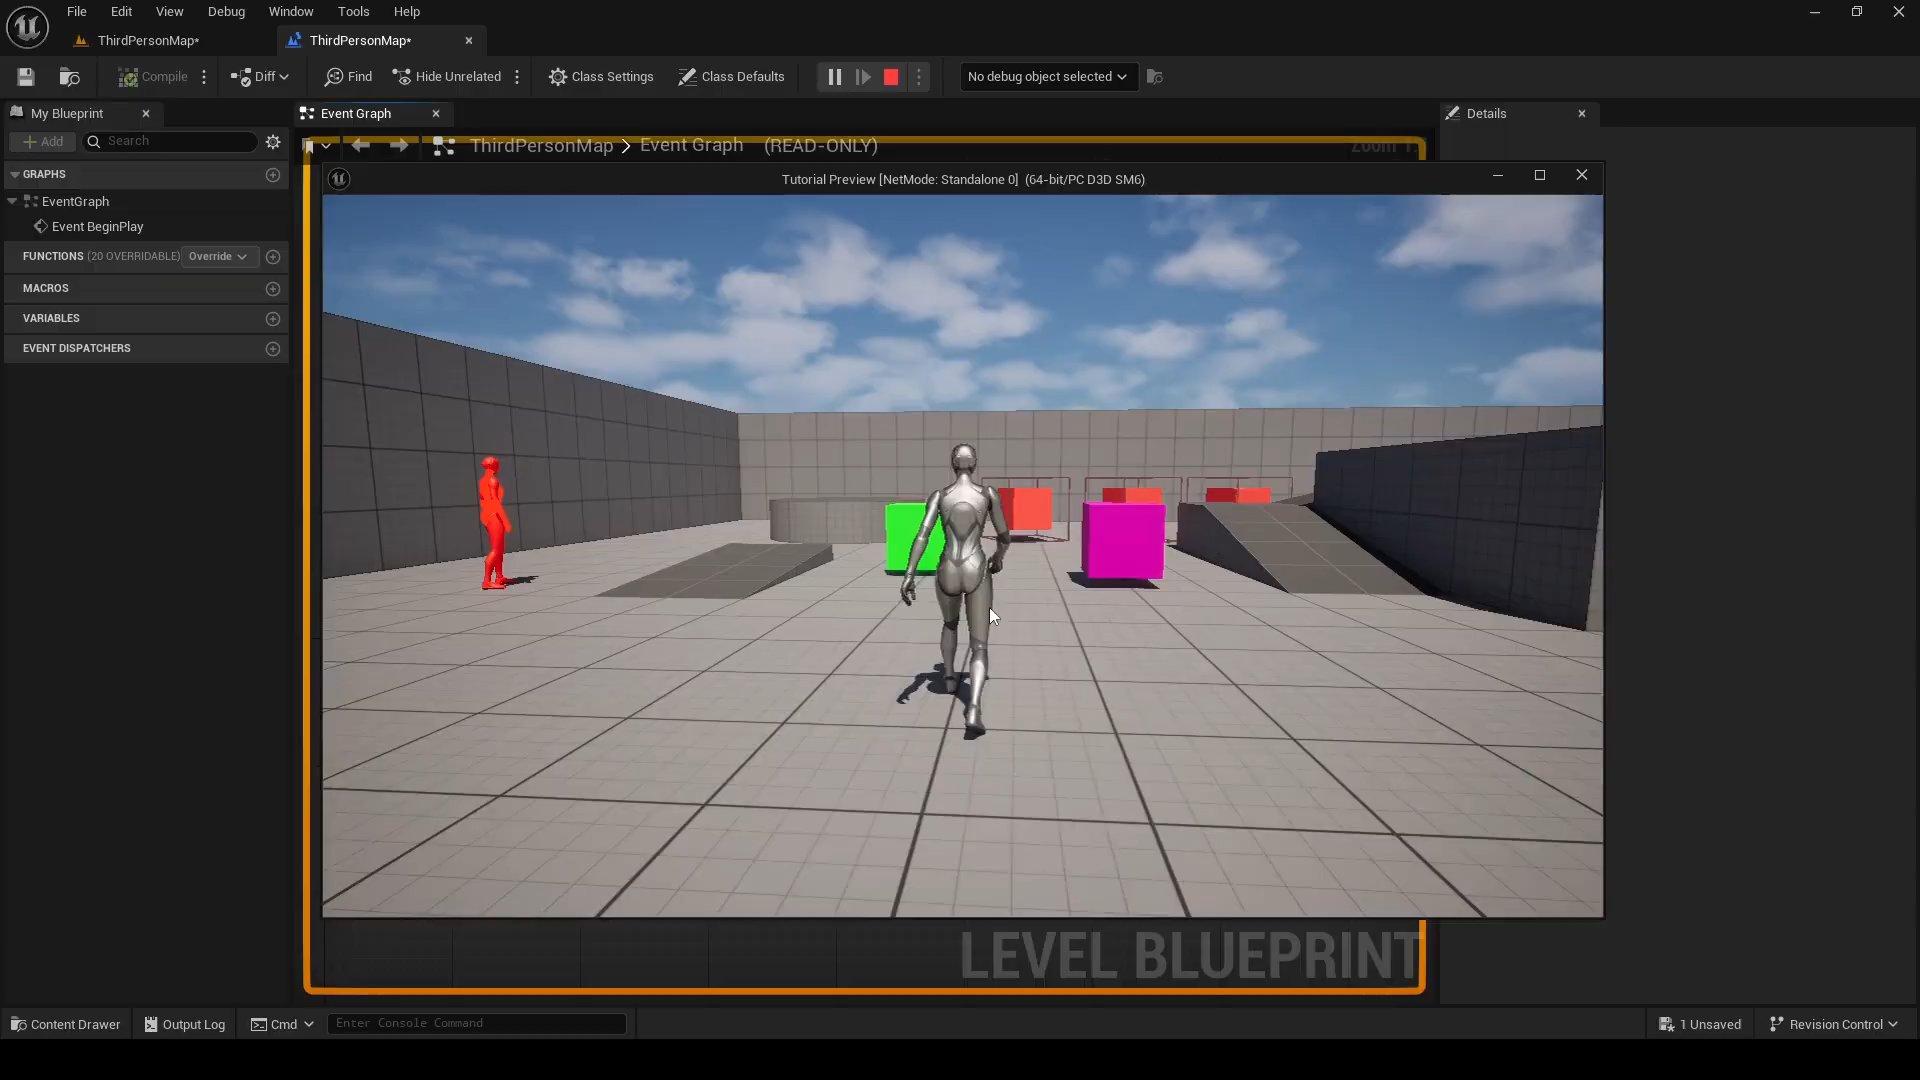 File Edit View Debug Window Tools Help
ThirdPersonMap* ThirdPersonMap*
Compile Diff Find Hide Unrelated Class Settings Class Defaults No debug object selected
My Blueprint Event Graph Details
Add Search ThirdPersonMap > Event Graph (READ-ONLY) Zoom 1:
GRAPHS
Tutorial Preview [NetMode: Standalone 0] (64-bit/PC D3D SM6)
EventGraph
Event BeginPlay
FUNCTIONS (20 OVERRIDABLE) Override
MACROS
VARIABLES
EVENT DISPATCHERS
LEVEL BLUEPRINT
Content Drawer Output Log Cmd Enter Console Command 1 Unsaved Revision Control